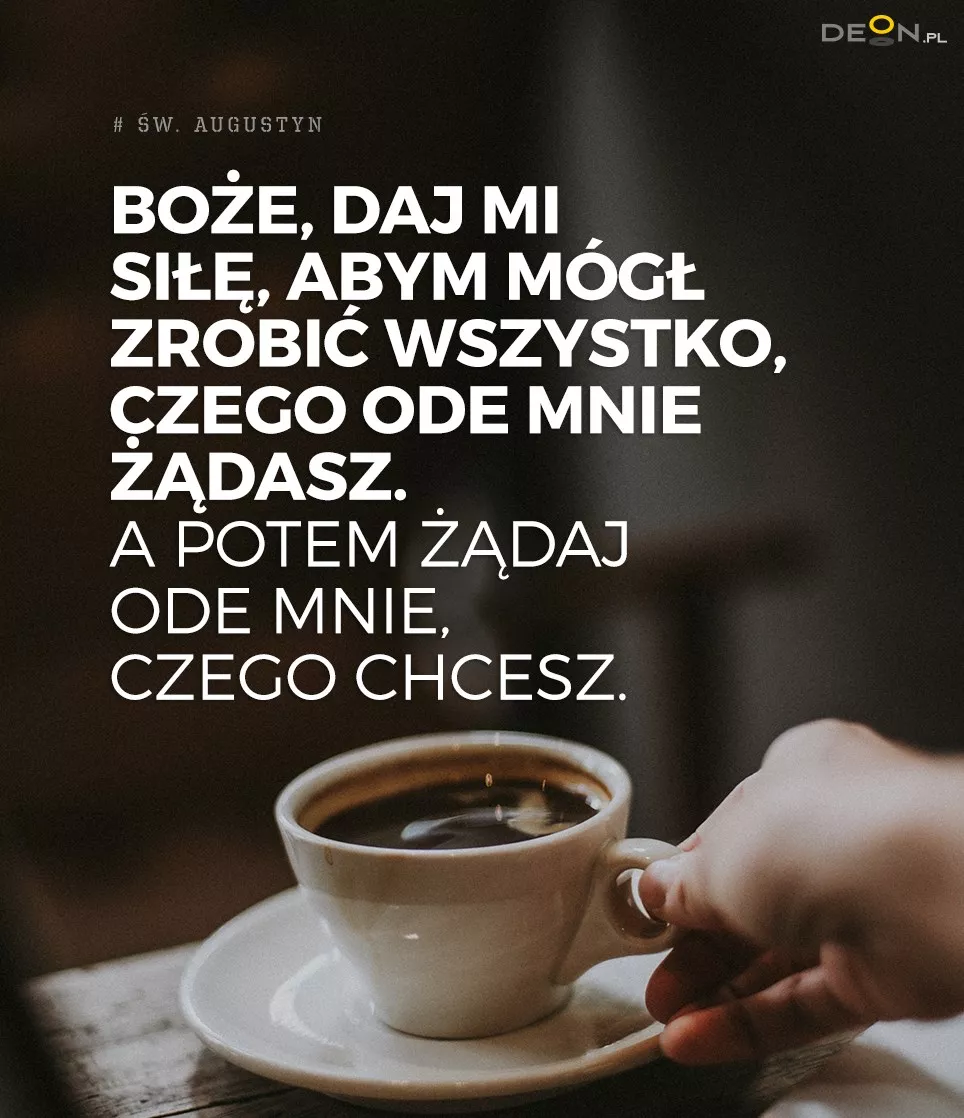 DEON.PL
# ŚW. AUGUSTYN
BOŻE, DAJ MI
SIŁĘ, ABYM MÓGŁ
ZROBIĆ WSZYSTKO,
CZEGO ODE MNIE
ŻĄDASZ.
A POTEM ŻĄDAJ
ODE MNIE,
CZEGO CHCESZ.